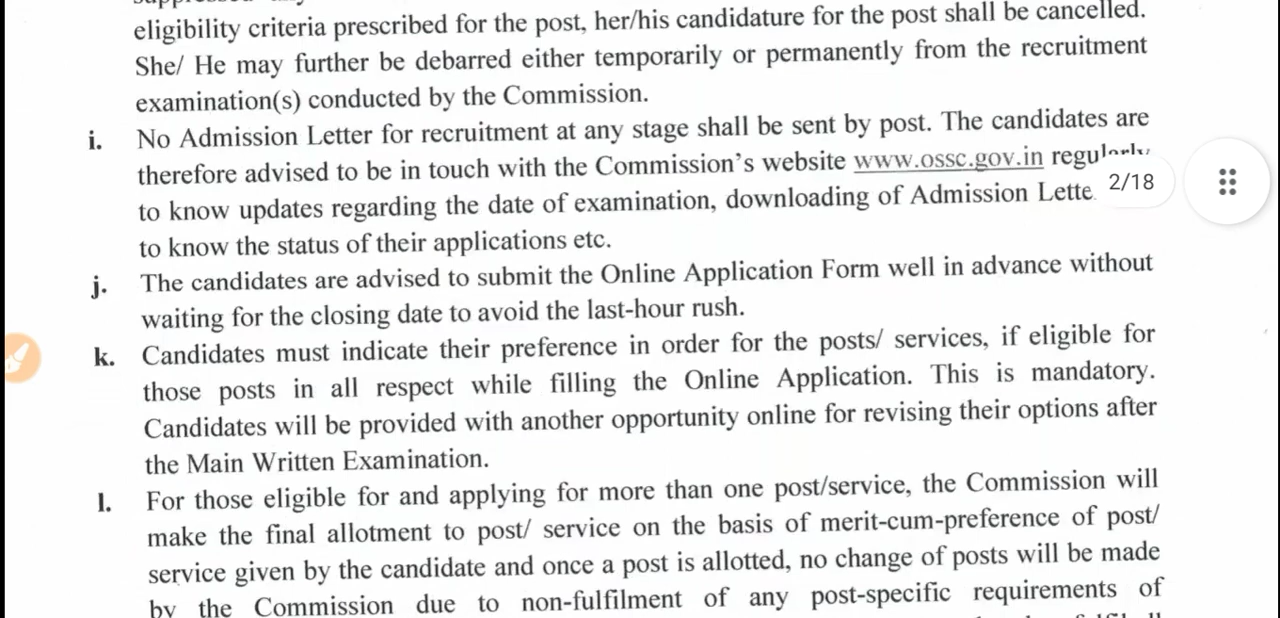 eligibility criteria prescribed for the post, her/his candidature for the post shall be cancelled.
She/ He may further be debarred either temporarily or permanently from the recruitment
examination(s) conducted by the Commission.
i. No Admission Letter for recruitment at any stage shall be sent by post. The candidates are
therefore advised to be in touch with the Commission's website www.ossc.gov.in regularly
2/18
to know updates regarding the date of examination, downloading of Admission Lette
to know the status of their applications etc.
j. The candidates are advised to submit the Online Application Form well in advance without
waiting for the closing date to avoid the last-hour rush.
k. Candidates must indicate their preference in order for the posts/ services, if eligible for
those posts in all respect while filling the Online Application. This is mandatory.
Candidates will be provided with another opportunity online for revising their options after
the Main Written Examination.
l. For those eligible for and applying for more than one post/service, the Commission will
make the final allotment to post/ service on the basis of merit-cum-preference of post/
service given by the candidate and once a post is allotted, no change of posts will be made
by the Commission due to non-fulfilment of any post-specific requirements of